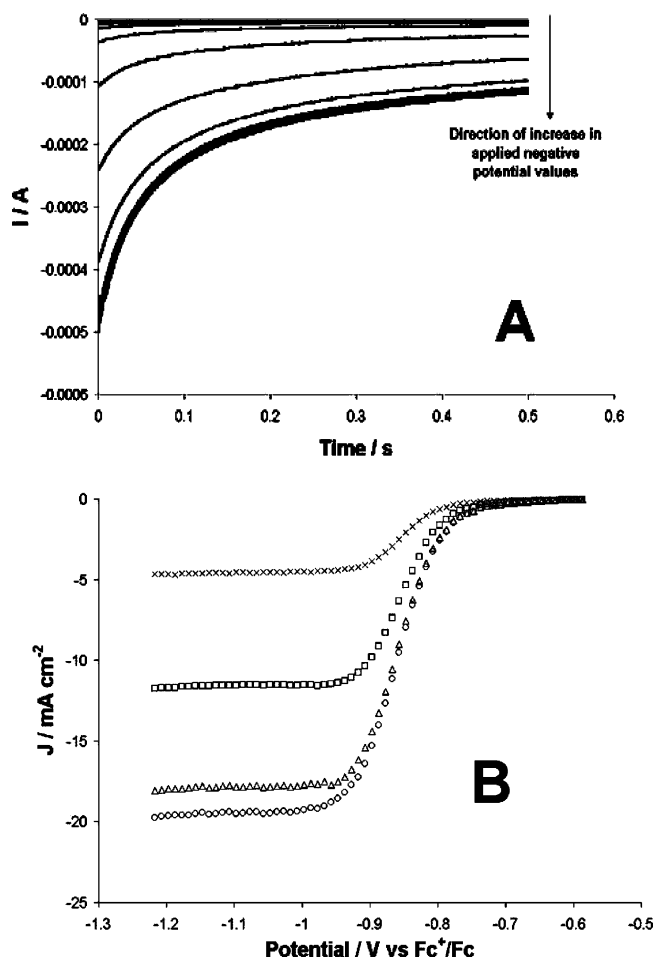 0
-0.0001
-0.0002
-0.0003
-0.0004
-0.0005
-0.0006
I / A
Direction of increase in
applied negative
potential values
A
0 0.1 0.2 0.3 0.4 0.5 0.6
Time / s
0
-5
-10
-15
-20
-25
J / mA cm⁻²
B
-1.3 -1.2 -1.1 -1 -0.9 -0.8 -0.7 -0.6 -0.5
Potential / V vs Fc⁺/Fc